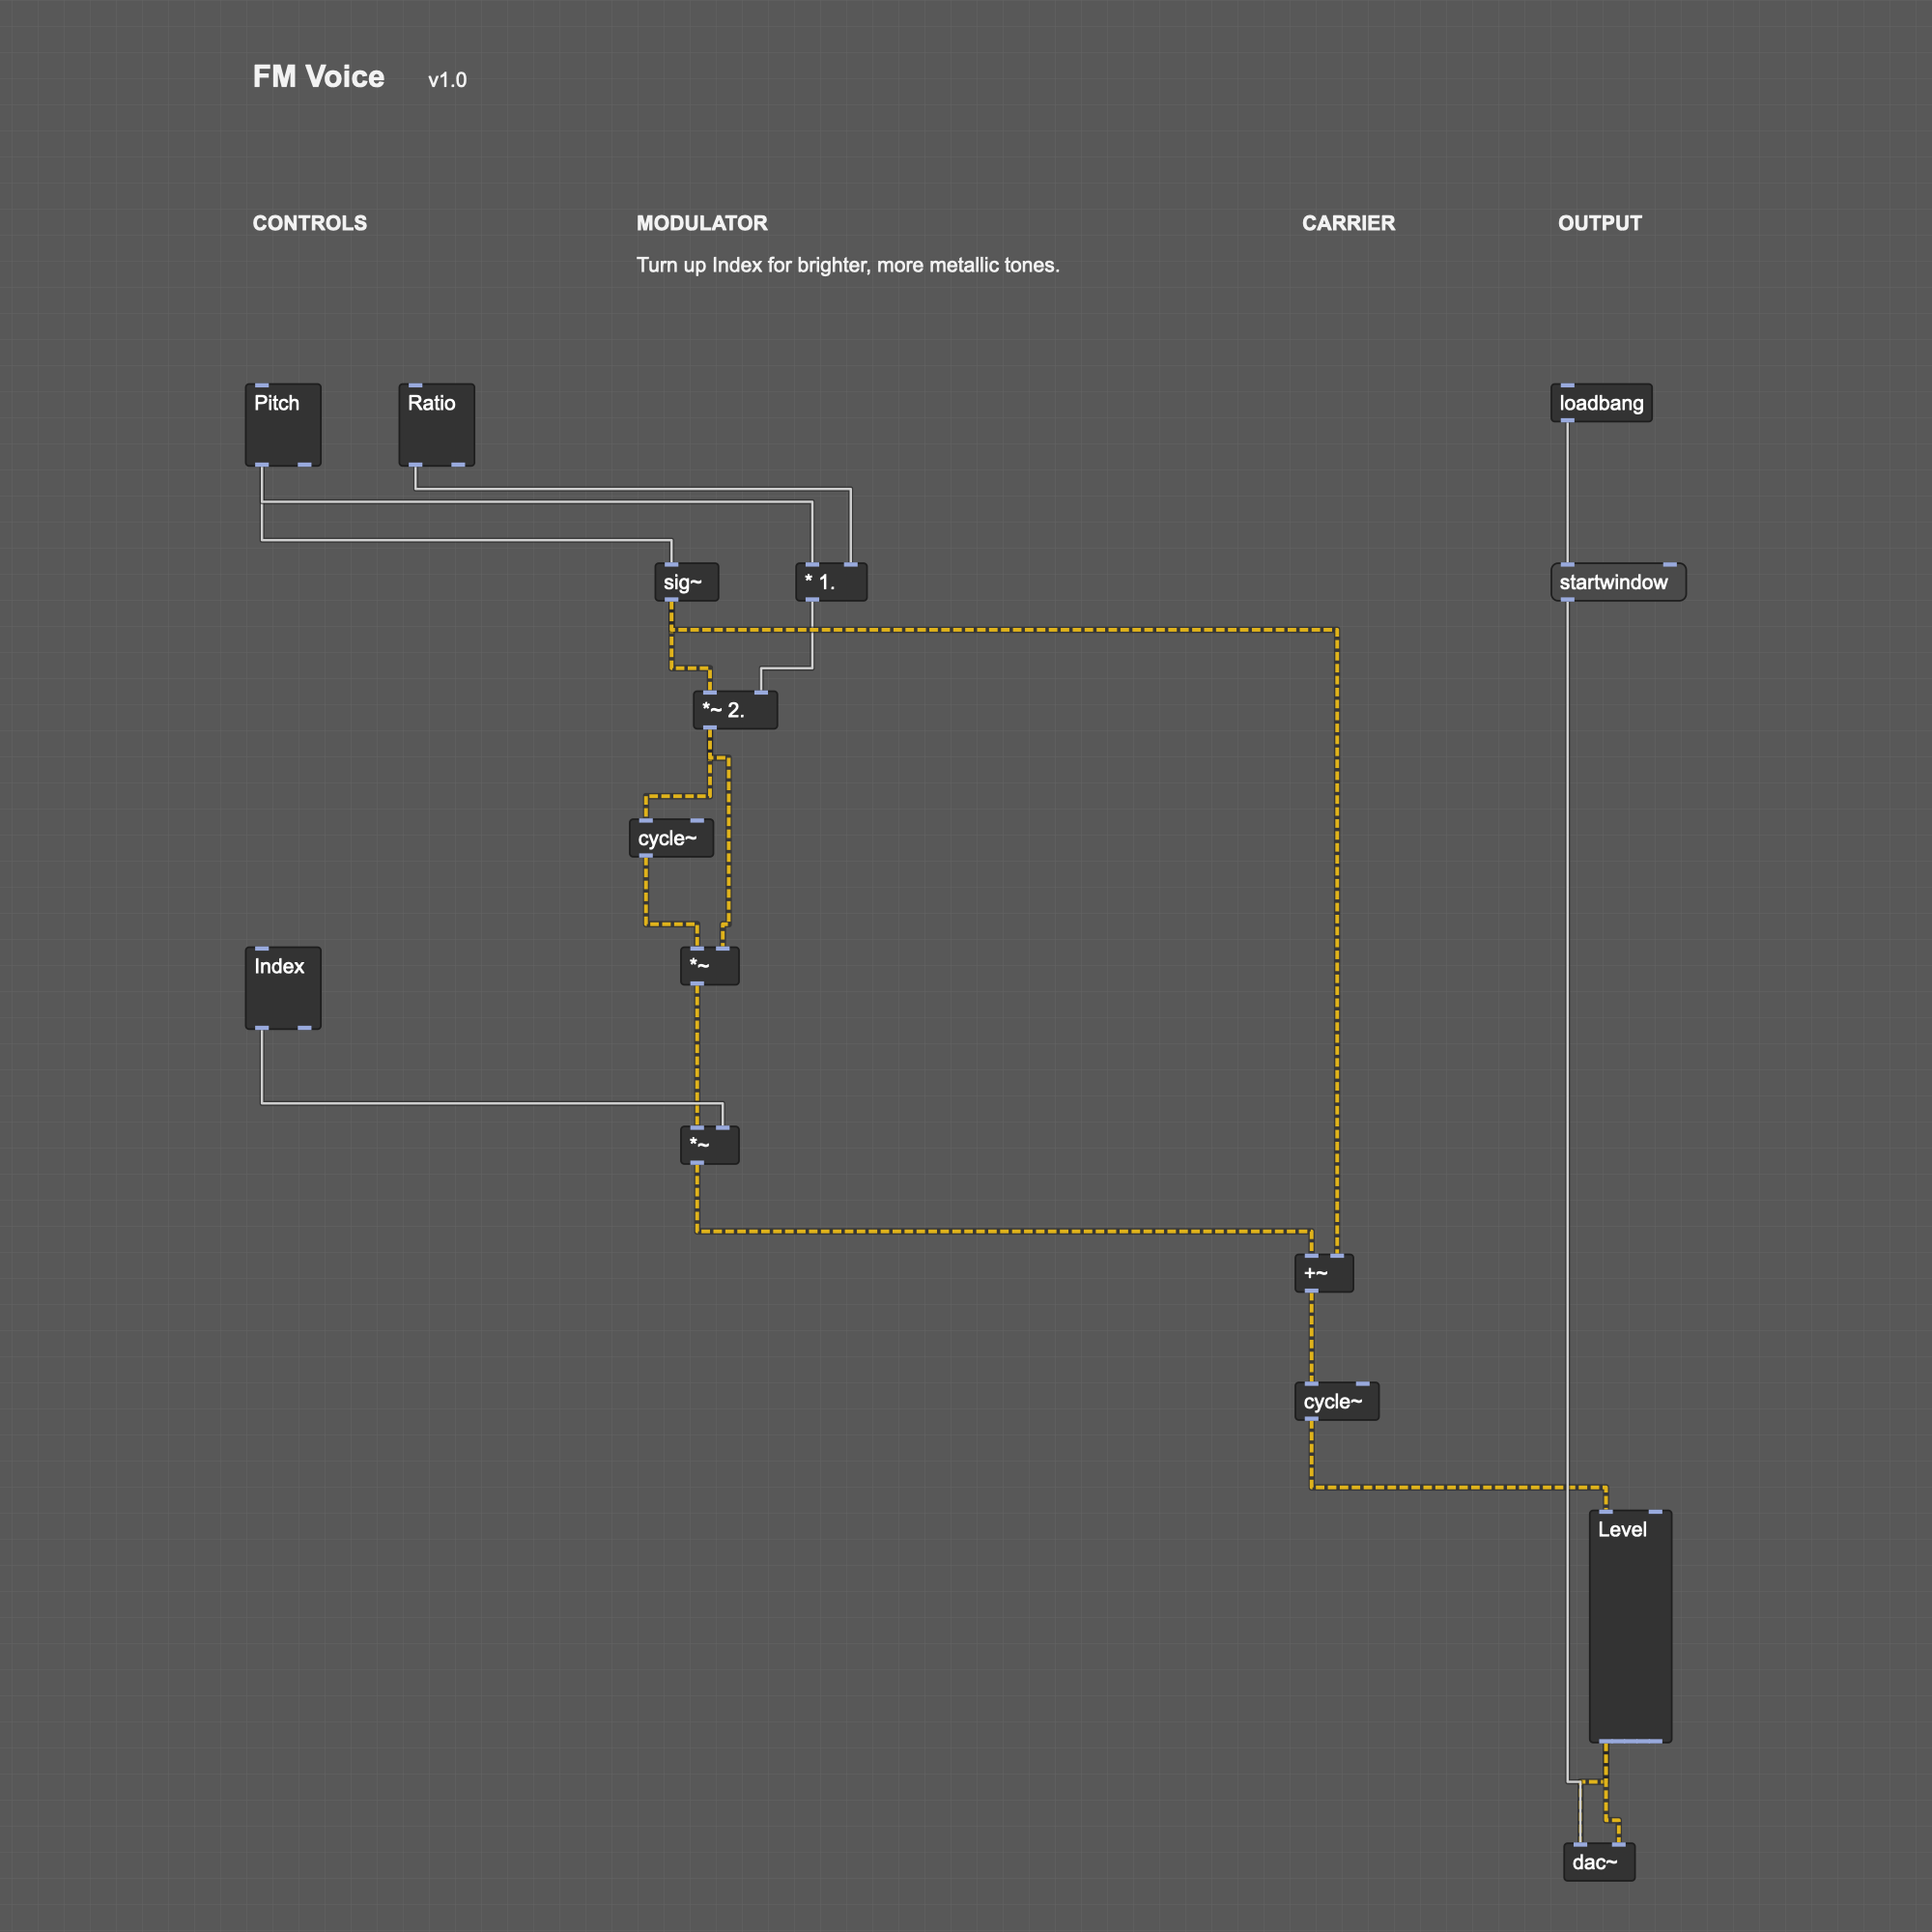 FM Voice v1.0
CONTROLS MODULATOR CARRIER OUTPUT
Turn up Index for brighter, more metallic tones.
Pitch Ratio loadbang
sig~ * 1. startwindow
*~ 2.
cycle~
*~
Index
*~
+~
cycle~
Level
dac~